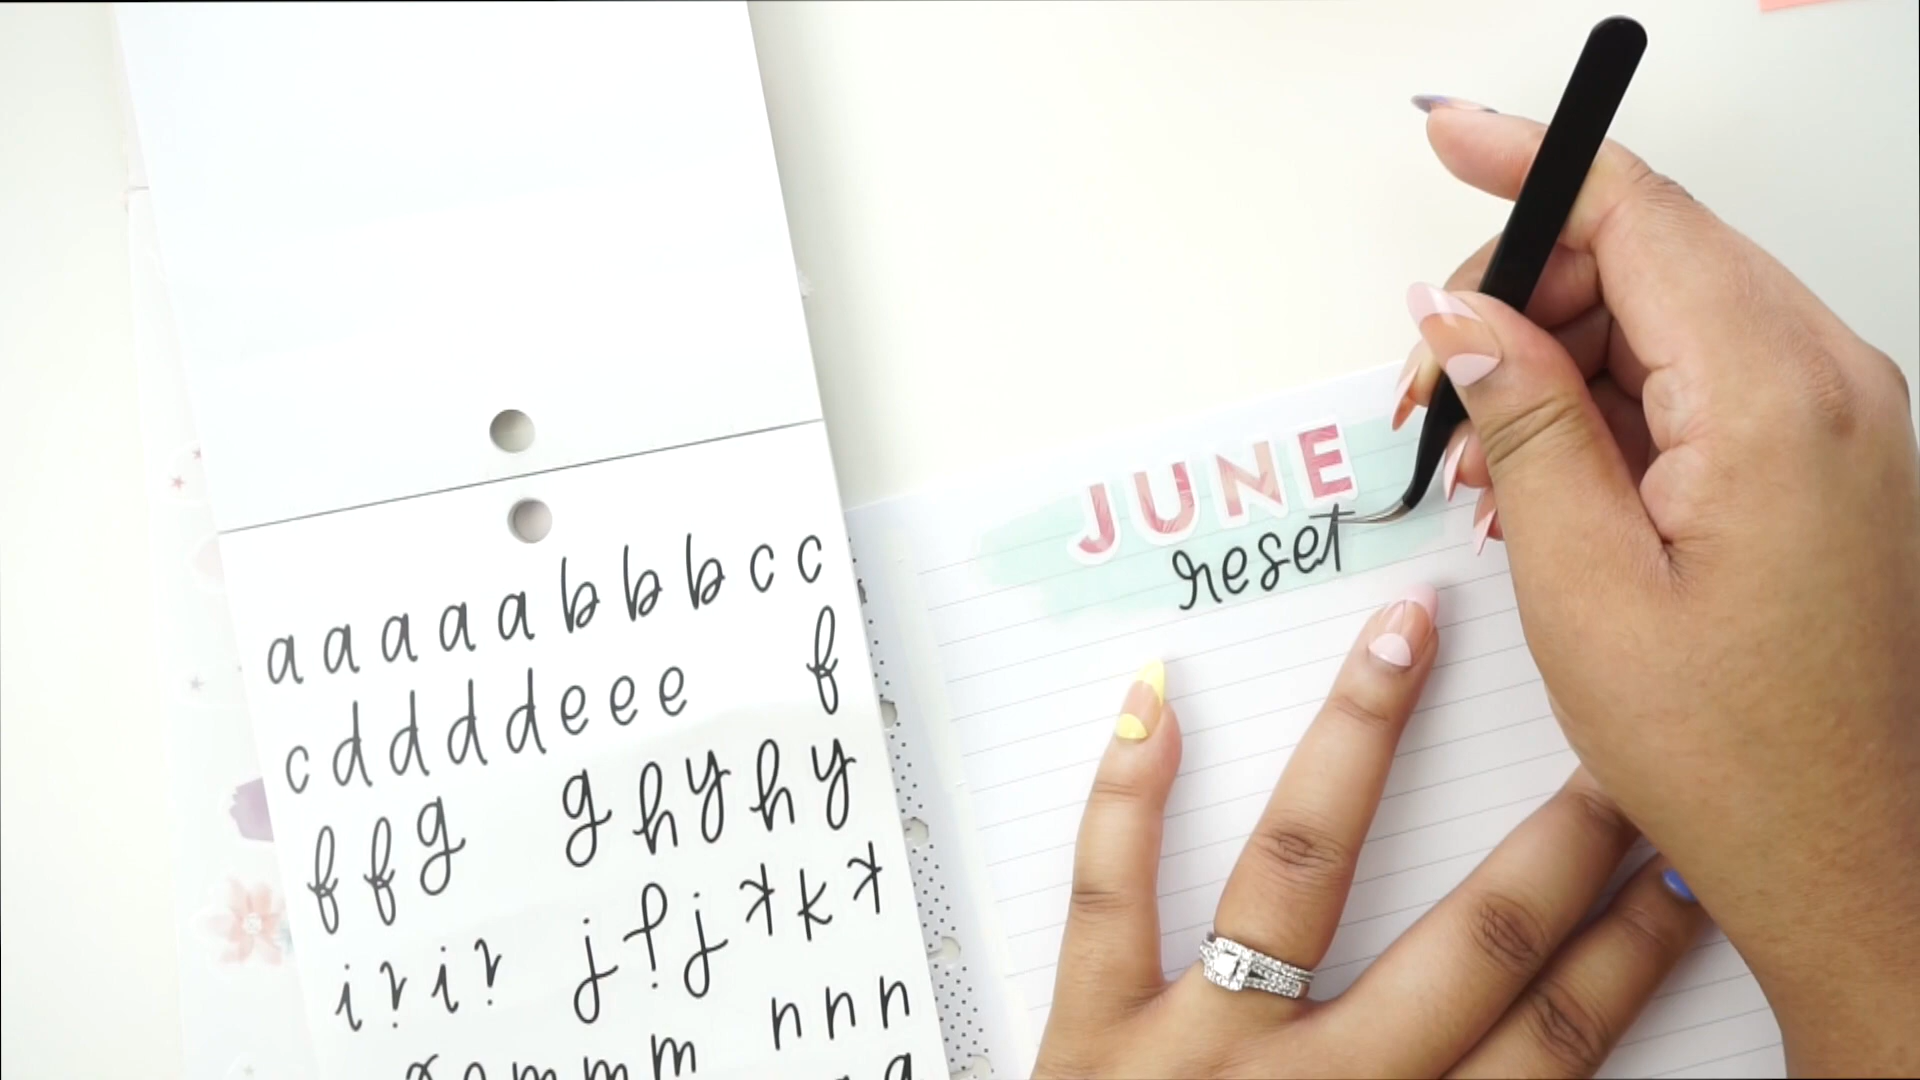 a a a a a b b b c c
c d d d d e e e f
f f g g h y h y
i i j j k
m m m n n n
JUNE
reset